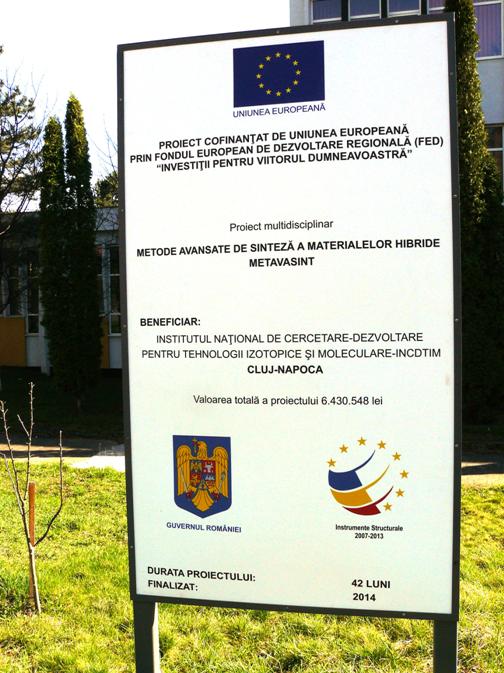 UNIUNEA EUROPEANĂ
PROIECT COFINANȚAT DE UNIUNEA EUROPEANĂ
PRIN FONDUL EUROPEAN DE DEZVOLTARE REGIONALĂ (FED)
“INVESTIȚII PENTRU VIITORUL DUMNEAVOASTRĂ”
Proiect multidisciplinar
METODE AVANSATE DE SINTEZĂ A MATERIALELOR HIBRIDE
METAVASINT
BENEFICIAR:
INSTITUTUL NAȚIONAL DE CERCETARE-DEZVOLTARE
PENTRU TEHNOLOGII IZOTOPICE ȘI MOLECULARE-INCDTIM
CLUJ-NAPOCA
Valoarea totală a proiectului 6.430.548 lei
GUVERNUL ROMÂNIEI
Instrumente Structurale
2007-2013
DURATA PROIECTULUI: 42 LUNI
FINALIZAT: 2014